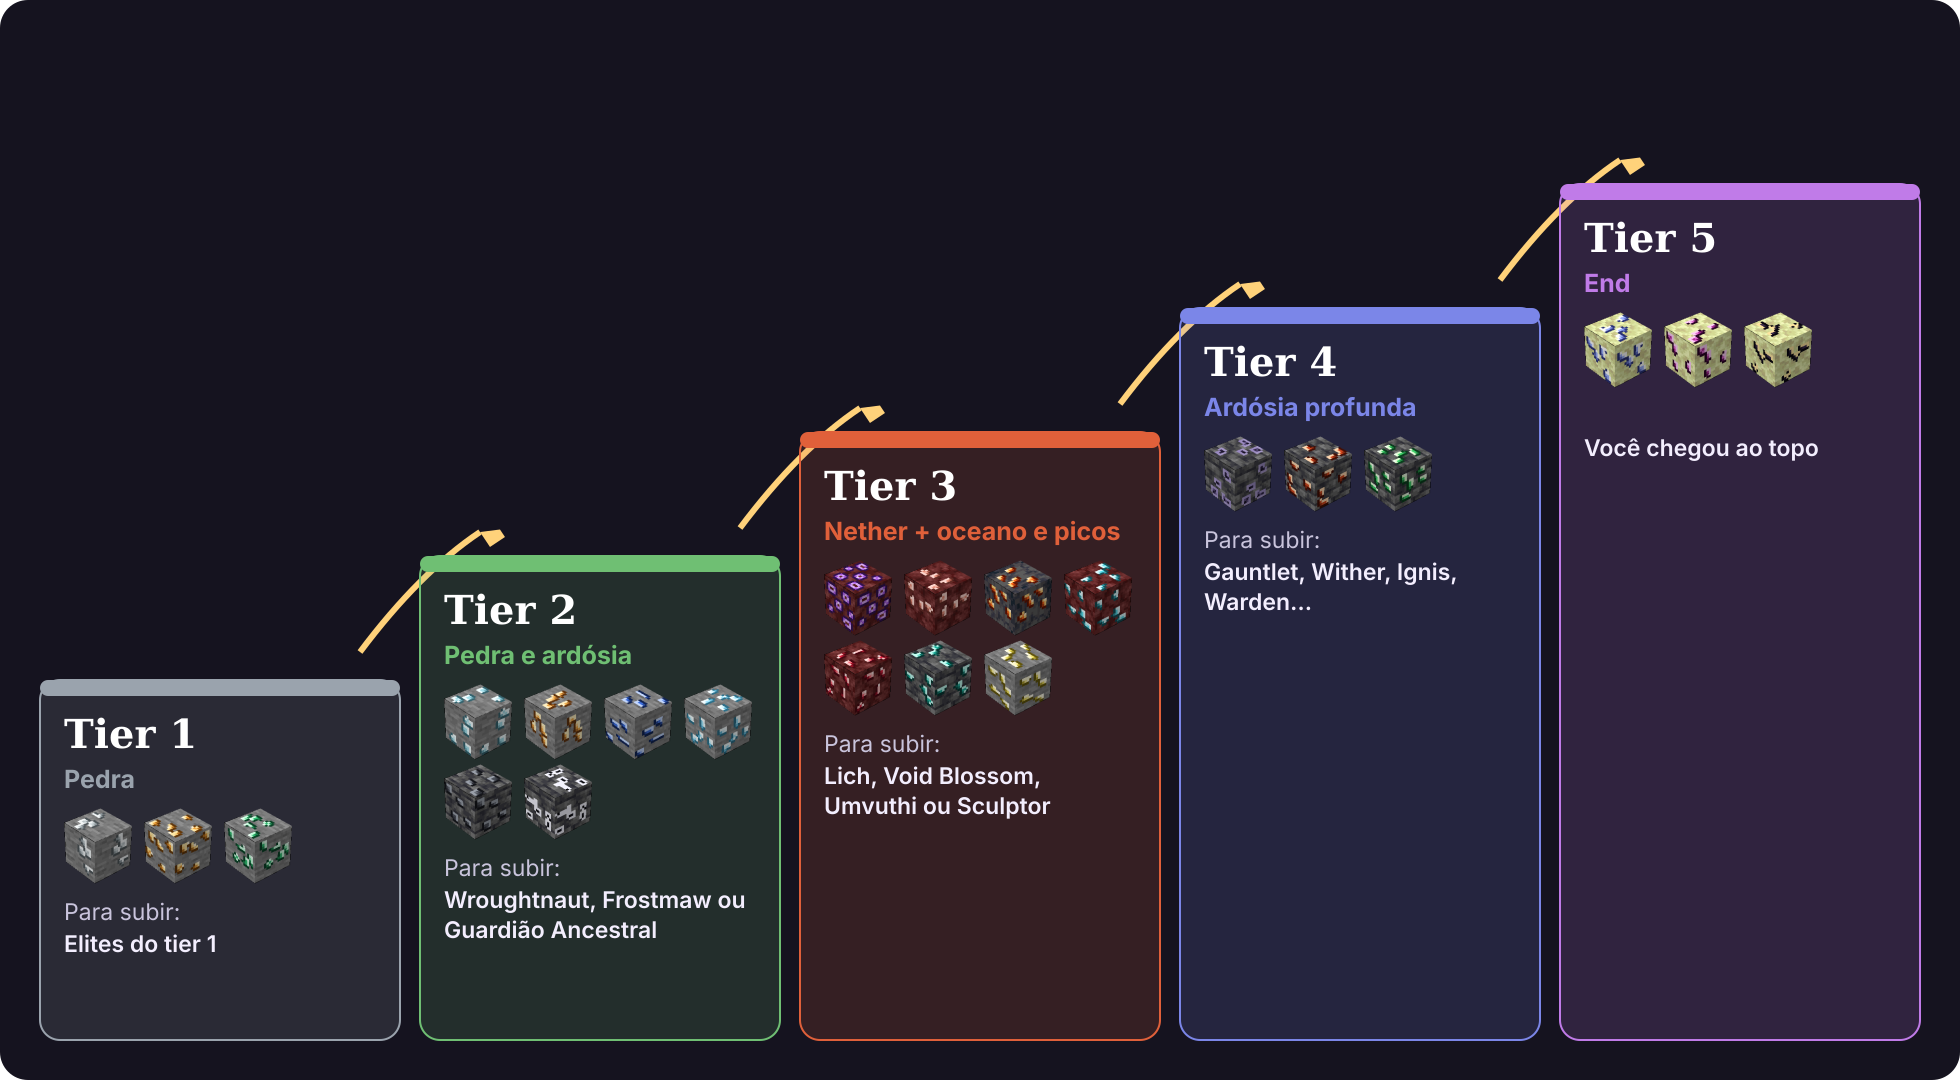 Tier 1
Pedra
Para subir:
Elites do tier 1
Tier 2
Pedra e ardósia
Para subir:
Wroughtnaut, Frostmaw ou
Guardião Ancestral
Tier 3
Nether + oceano e picos
Para subir:
Lich, Void Blossom,
Umvuthi ou Sculptor
Tier 4
Ardósia profunda
Para subir:
Gauntlet, Wither, Ignis,
Warden...
Tier 5
End
Você chegou ao topo